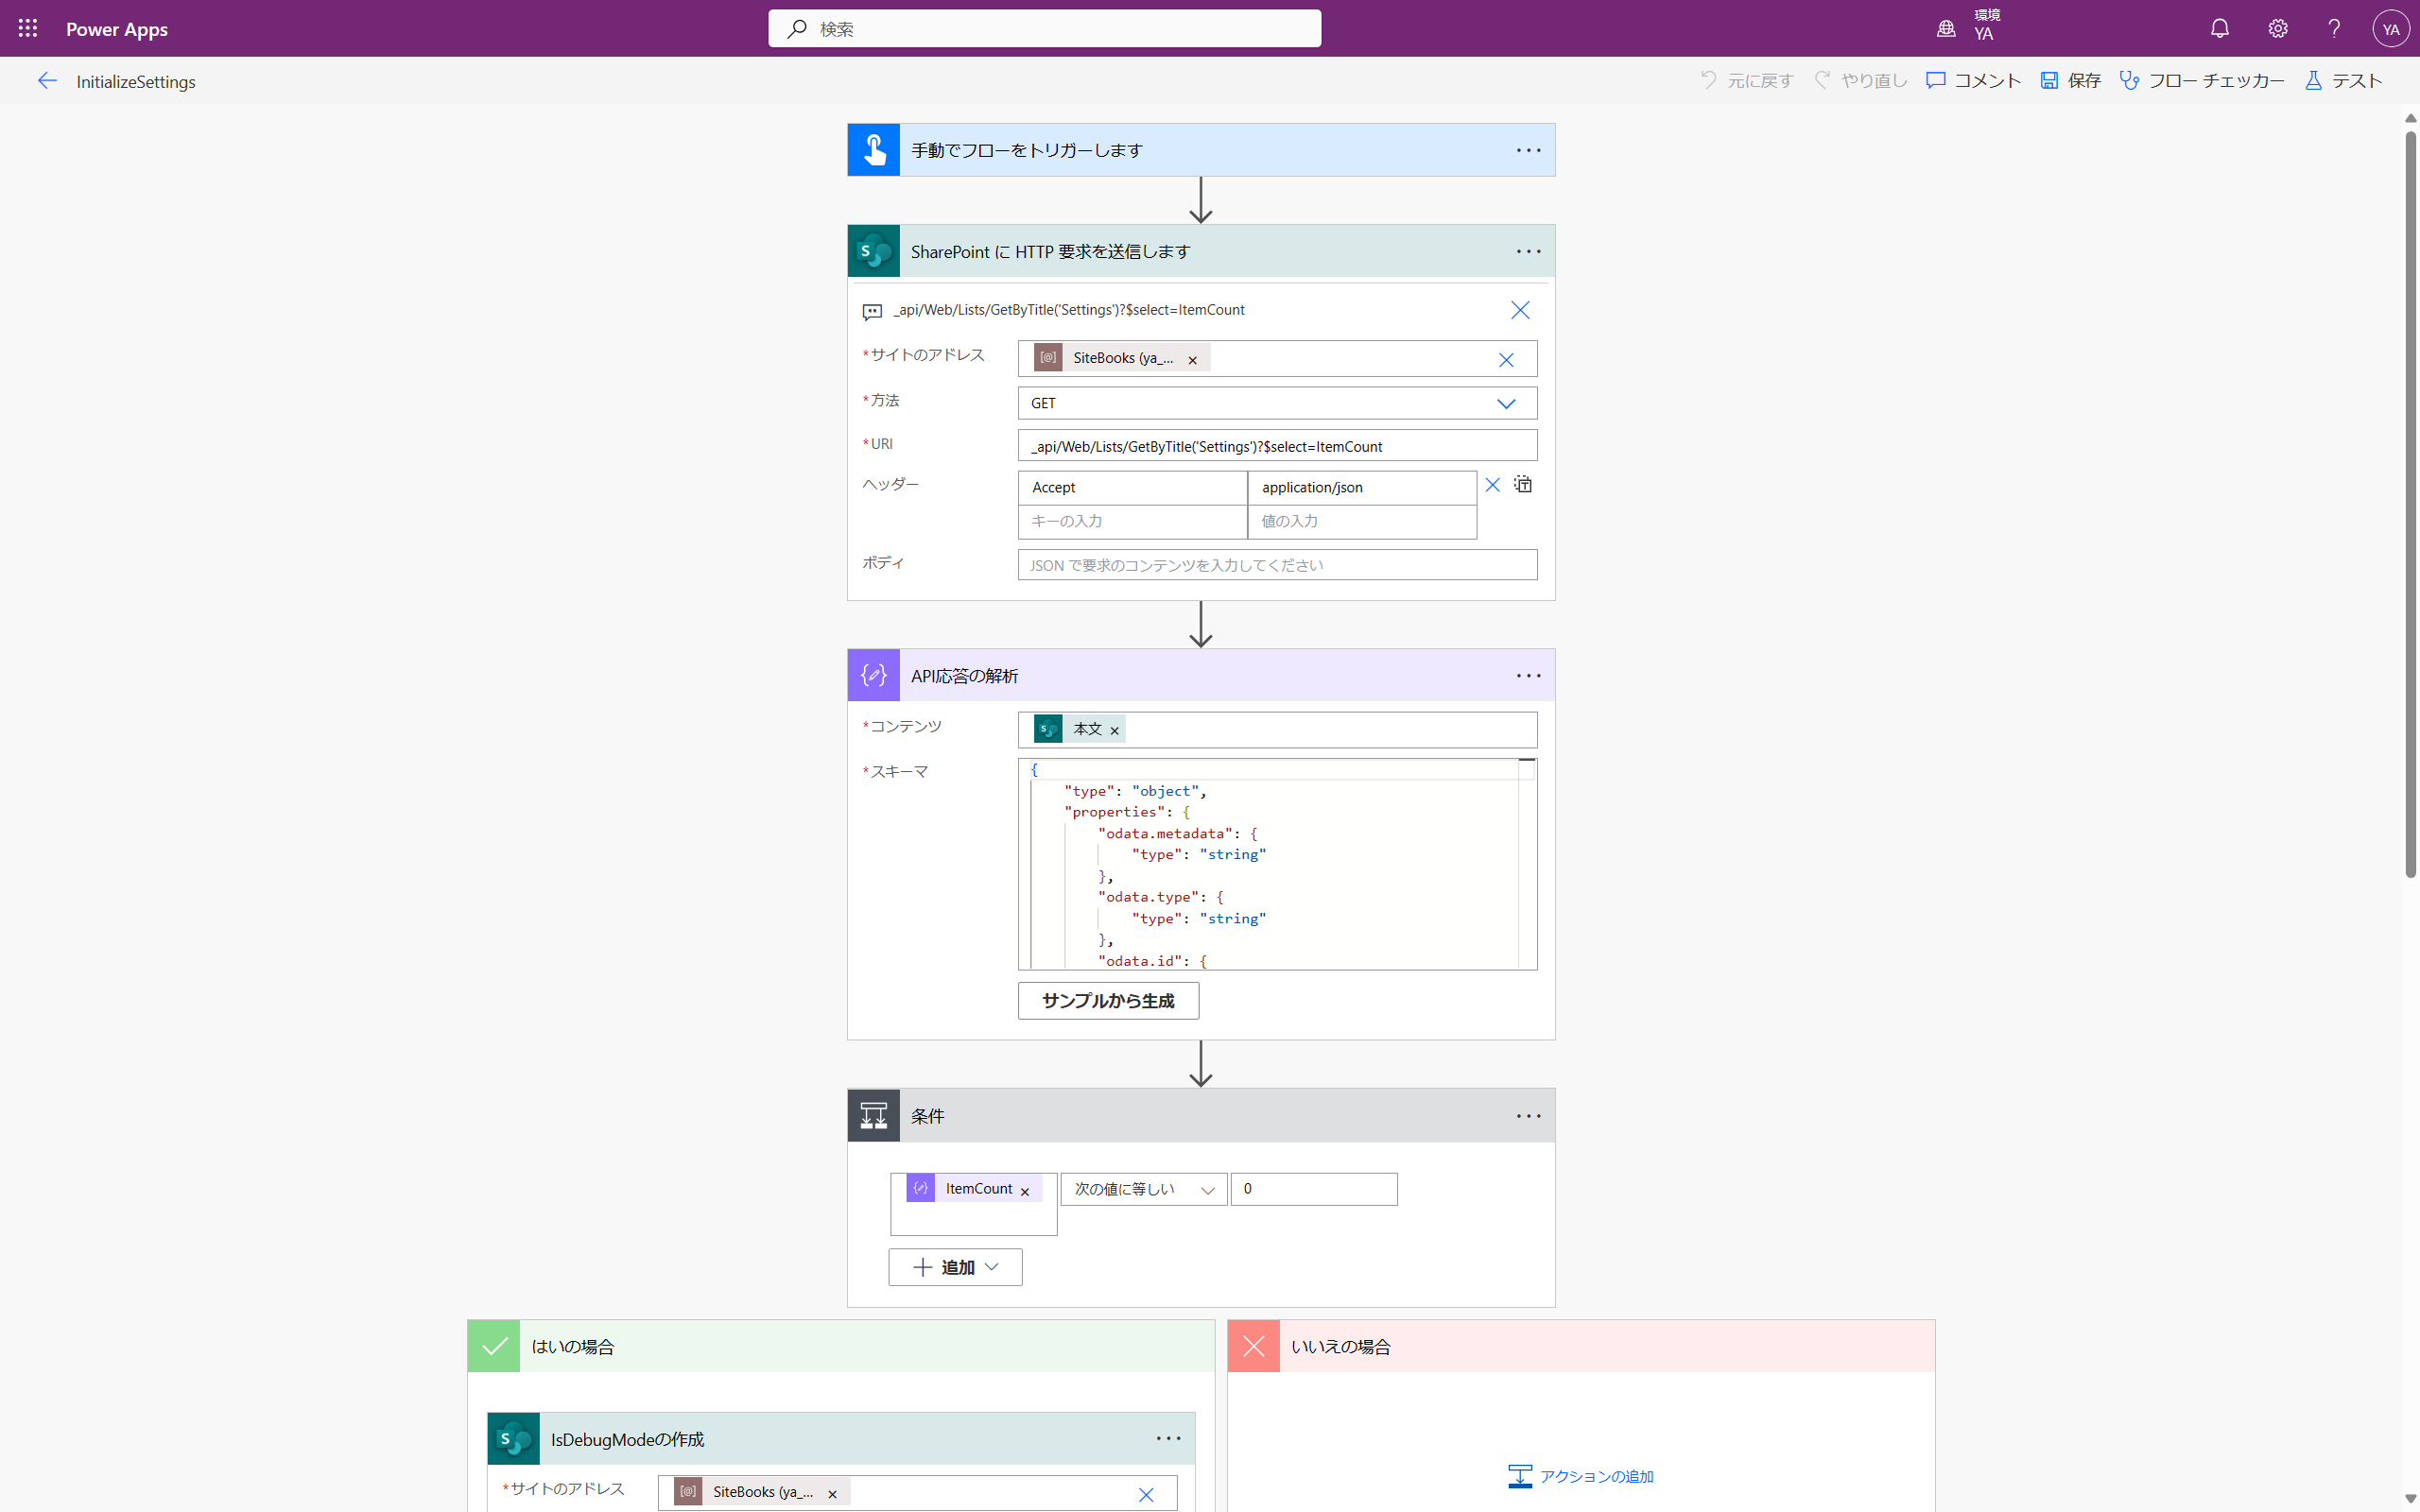 Power Apps
検索
環境
YA
YA
InitializeSettings
元に戻す
やり直し
コメント
保存
フロー チェッカー
テスト
手動でフローをトリガーします
SharePoint に HTTP 要求を送信します
_api/Web/Lists/GetByTitle('Settings')?$select=ItemCount
*サイトのアドレス
SiteBooks (ya_...
*方法
GET
*URI
_api/Web/Lists/GetByTitle('Settings')?$select=ItemCount
ヘッダー
Accept
application/json
キーの入力
値の入力
ボディ
JSON で要求のコンテンツを入力してください
API応答の解析
*コンテンツ
本文
*スキーマ
{
"type": "object",
"properties": {
"odata.metadata": {
"type": "string"
},
"odata.type": {
"type": "string"
},
"odata.id": {
サンプルから生成
条件
ItemCount
次の値に等しい
0
追加
はいの場合
いいえの場合
IsDebugModeの作成
*サイトのアドレス
SiteBooks (ya_...
アクションの追加